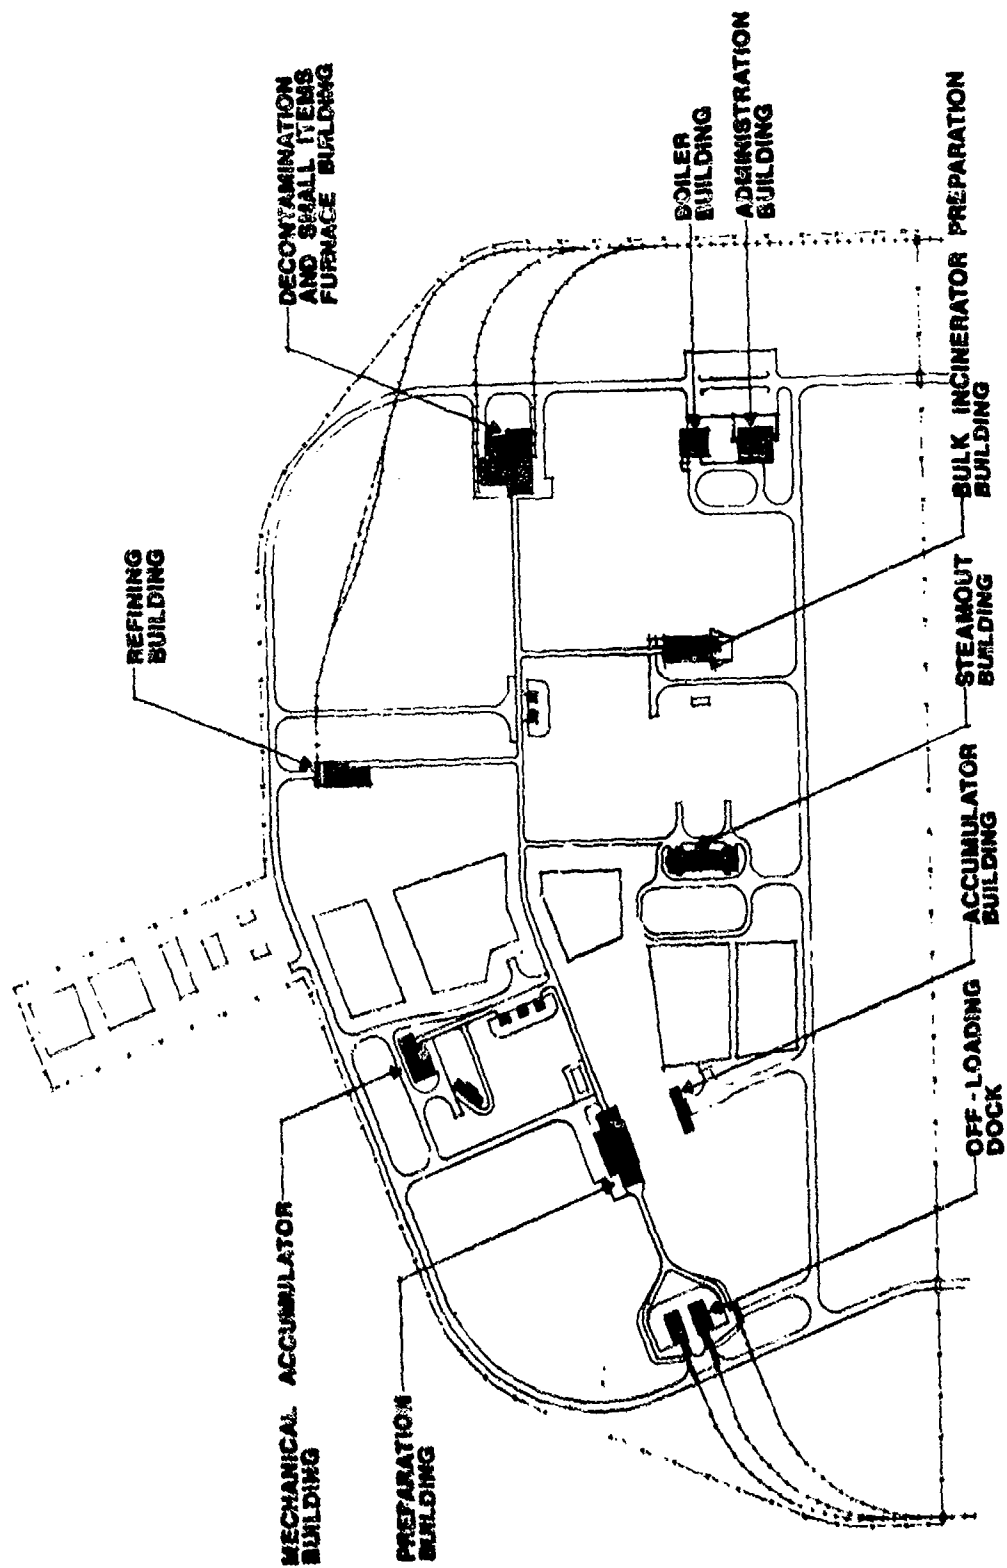 MECHANICAL ACCUMULATOR
BUILDING
PREPARATION
BUILDING
REFINING
BUILDING
DECONTAMINATION
AND SMALL ITEMS
FURNACE BUILDING
BOILER
BUILDING
ADMINISTRATION
BUILDING
BULK INCINERATOR PREPARATION
BUILDING
STEAMOUT
BUILDING
ACCUMULATOR
BUILDING
OFF-LOADING
DOCK